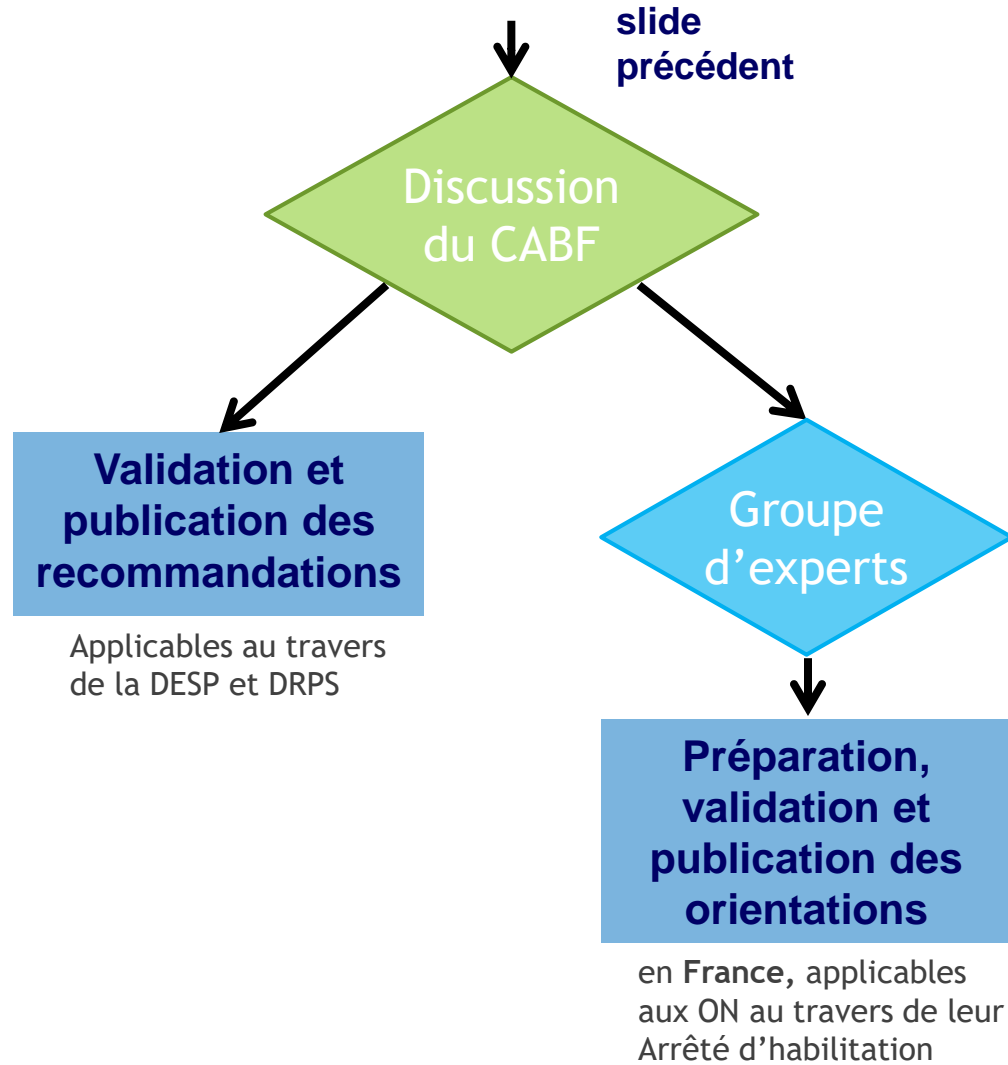 slide
précédent
Discussion
du CABF
Validation et
publication des
recommandations
Applicables au travers
de la DESP et DRPS
Groupe
d’experts
Préparation,
validation et
publication des
orientations
en France, applicables
aux ON au travers de leur
Arrêté d’habilitation